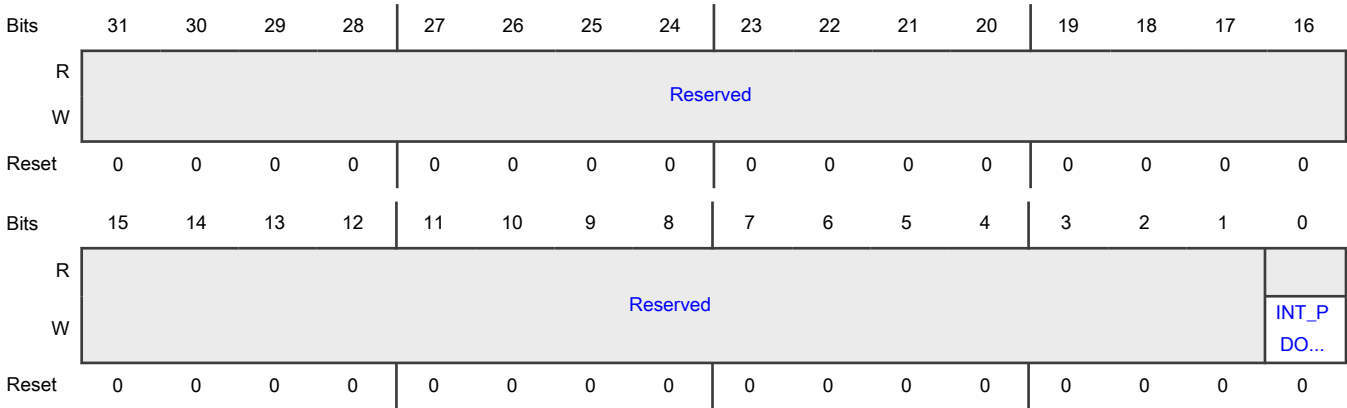 Bits 31 30 29 28 27 26 25 24 23 22 21 20 19 18 17 16
R
Reserved
W
Reset 0 0 0 0 0 0 0 0 0 0 0 0 0 0 0 0
Bits 15 14 13 12 11 10 9 8 7 6 5 4 3 2 1 0
R
Reserved
W
INT_P
DO...
Reset 0 0 0 0 0 0 0 0 0 0 0 0 0 0 0 0